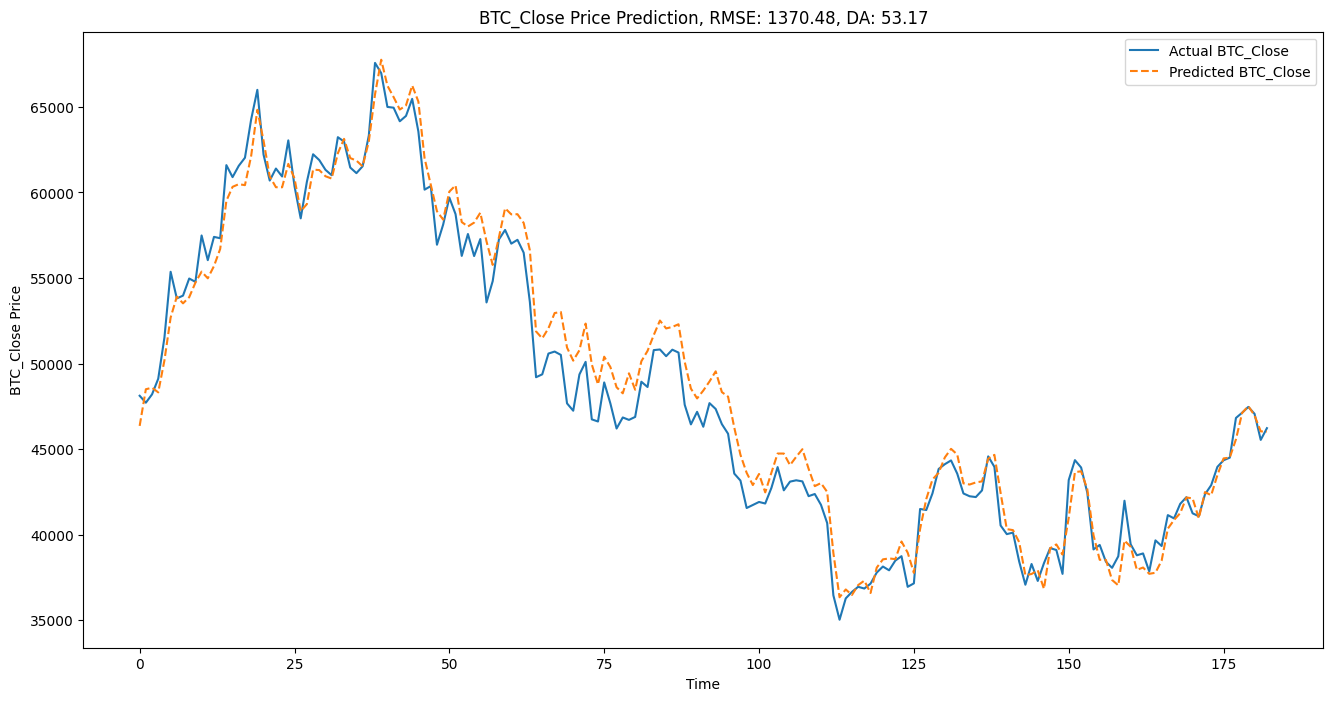 BTC_Close Price Prediction, RMSE: 1370.48, DA: 53.17
Actual BTC_Close
Predicted BTC_Close
BTC_Close Price
65000
60000
55000
50000
45000
40000
35000
0 25 50 75 100 125 150 175
Time